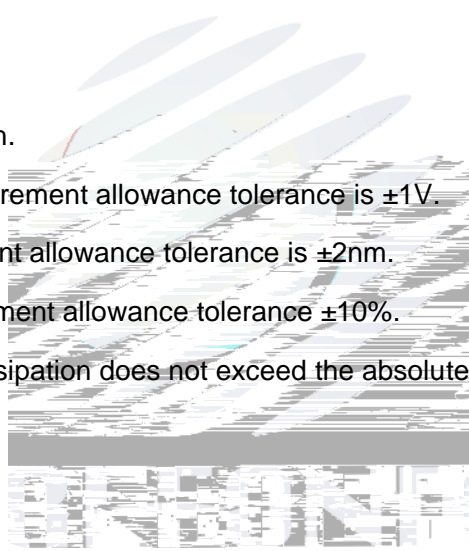 n.
rement allowance tolerance is ±1V.
nt allowance tolerance is ±2nm.
ment allowance tolerance ±10%.
sipation does not exceed the absolute